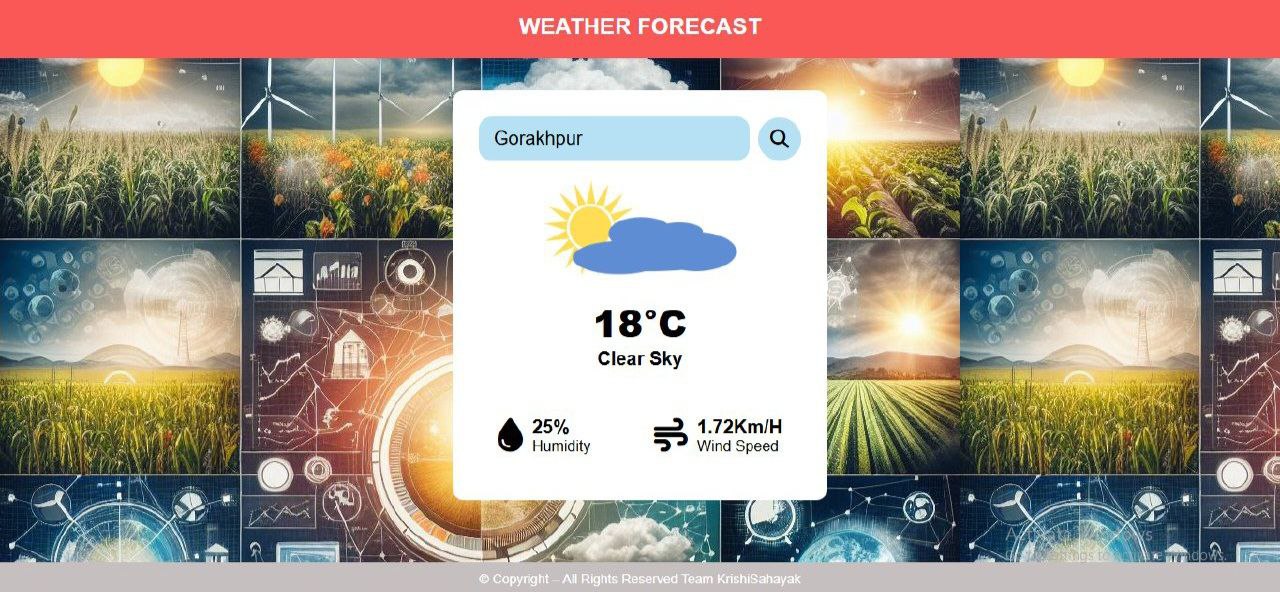 WEATHER FORECAST
Gorakhpur
18°C
Clear Sky
25%
Humidity
1.72Km/H
Wind Speed
© Copyright – All Rights Reserved Team KrishiSahayak